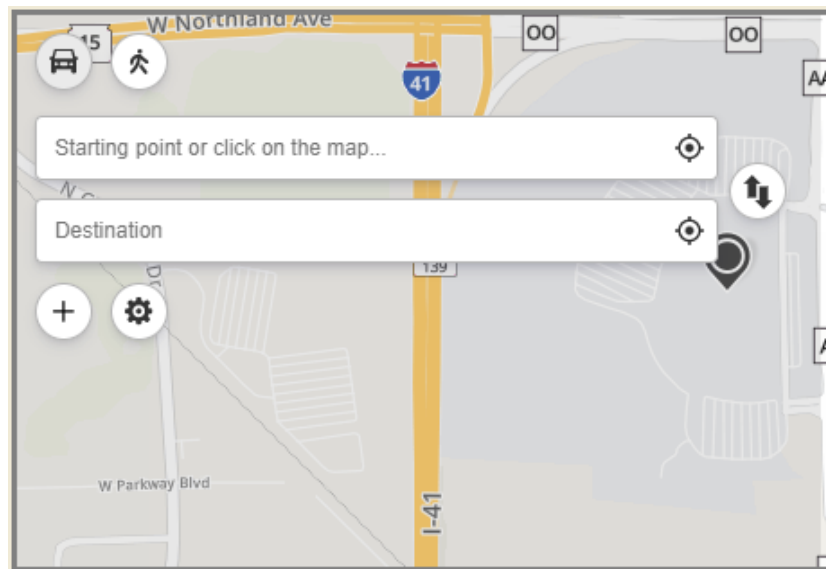 W Northland Ave
OO
OO
15
41
AA
Starting point or click on the map...
N
Destination
139
Dr
W Parkway Blvd
I-41